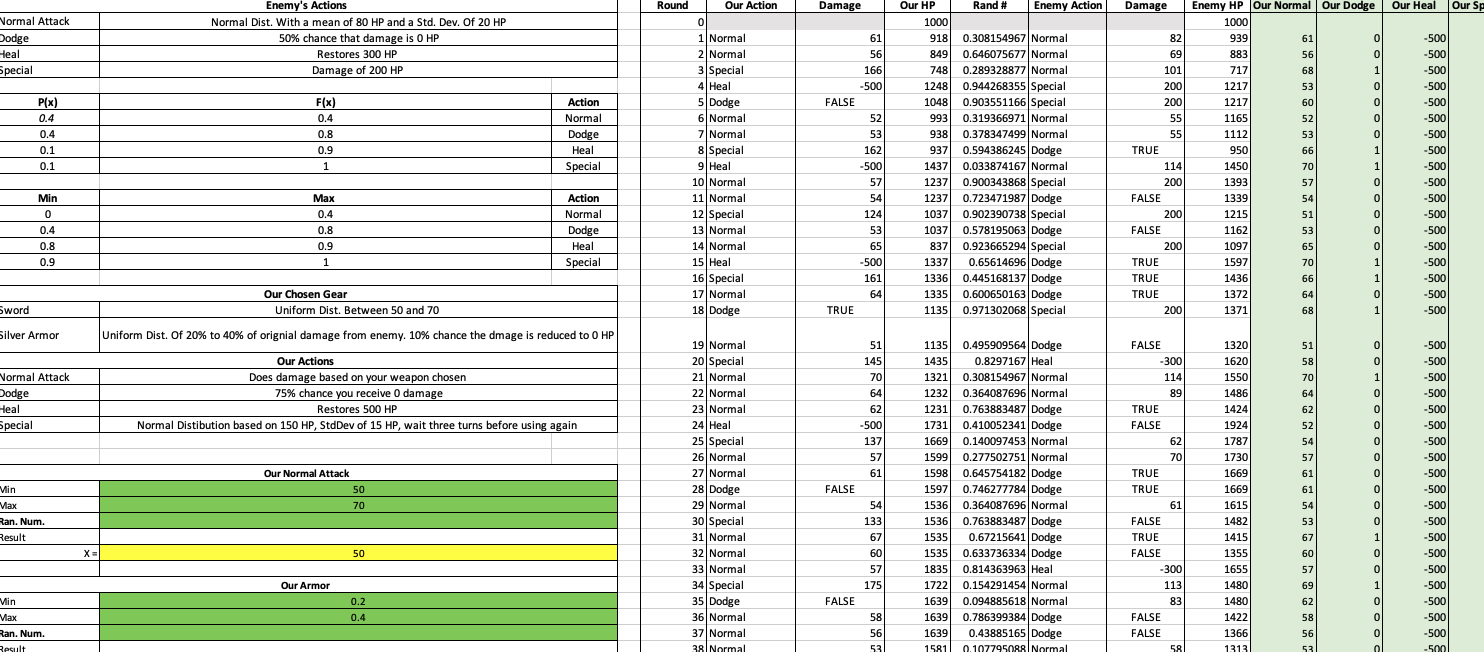 Enemy's Actions
Normal Attack Normal Dist. With a mean of 80 HP and a Std. Dev. Of 20 HP
Dodge 50% chance that damage is 0 HP
Heal Restores 300 HP
Special Damage of 200 HP
P(x) F(x) Action
0.4 0.4 Normal
0.4 0.8 Dodge
0.1 0.9 Heal
0.1 1 Special
Min Max Action
0 0.4 Normal
0.4 0.8 Dodge
0.8 0.9 Heal
0.9 1 Special
Our Chosen Gear
Sword Uniform Dist. Between 50 and 70
Silver Armor Uniform Dist. Of 20% to 40% of orignial damage from enemy. 10% chance the dmage is reduced to 0 HP
Our Actions
Normal Attack Does damage based on your weapon chosen
Dodge 75% chance you receive 0 damage
Heal Restores 500 HP
Special Normal Distibution based on 150 HP, StdDev of 15 HP, wait three turns before using again
Our Normal Attack
Min 50
Max 70
Ran. Num.
Result
X = 50
Our Armor
Min 0.2
Max 0.4
Ran. Num.
Result
Round Our Action Damage Our HP Rand # Enemy Action Damage Enemy HP Our Normal Our Dodge Our Heal Our Sp
0 1000 1000
1 Normal 61 918 0.308154967 Normal 82 939 61 0 -500
2 Normal 56 849 0.646075677 Normal 69 883 56 0 -500
3 Special 166 748 0.289328877 Normal 101 717 68 1 -500
4 Heal -500 1248 0.944268355 Special 200 1217 53 0 -500
5 Dodge FALSE 1048 0.903551166 Special 200 1217 60 0 -500
6 Normal 52 993 0.319366971 Normal 55 1165 52 0 -500
7 Normal 53 938 0.378347499 Normal 55 1112 53 0 -500
8 Special 162 937 0.594386245 Dodge TRUE 950 66 1 -500
9 Heal -500 1437 0.033874167 Normal 114 1450 70 1 -500
10 Normal 57 1237 0.900343868 Special 200 1393 57 0 -500
11 Normal 54 1237 0.723471987 Dodge FALSE 1339 54 0 -500
12 Special 124 1037 0.902390738 Special 200 1215 51 0 -500
13 Normal 53 1037 0.578195063 Dodge FALSE 1162 53 0 -500
14 Normal 65 837 0.923665294 Special 200 1097 65 0 -500
15 Heal -500 1337 0.65614696 Dodge TRUE 1597 70 1 -500
16 Special 161 1336 0.445168137 Dodge TRUE 1436 66 1 -500
17 Normal 64 1335 0.600650163 Dodge TRUE 1372 64 0 -500
18 Dodge TRUE 1135 0.971302068 Special 200 1371 68 1 -500
19 Normal 51 1135 0.495909564 Dodge FALSE 1320 51 0 -500
20 Special 145 1435 0.8297167 Heal -300 1620 58 0 -500
21 Normal 70 1321 0.308154967 Normal 114 1550 70 1 -500
22 Normal 64 1232 0.364087696 Normal 89 1486 64 0 -500
23 Normal 62 1231 0.763883487 Dodge TRUE 1424 62 0 -500
24 Heal -500 1731 0.410052341 Dodge FALSE 1924 52 0 -500
25 Special 137 1669 0.140097453 Normal 62 1787 54 0 -500
26 Normal 57 1599 0.277502751 Normal 70 1730 57 0 -500
27 Normal 61 1598 0.645754182 Dodge TRUE 1669 61 0 -500
28 Dodge FALSE 1597 0.746277784 Dodge TRUE 1669 61 0 -500
29 Normal 54 1536 0.364087696 Normal 61 1615 54 0 -500
30 Special 133 1536 0.763883487 Dodge FALSE 1482 53 0 -500
31 Normal 67 1535 0.67215641 Dodge TRUE 1415 67 1 -500
32 Normal 60 1535 0.633736334 Dodge FALSE 1355 60 0 -500
33 Normal 57 1835 0.814363963 Heal -300 1655 57 0 -500
34 Special 175 1722 0.154291454 Normal 113 1480 69 1 -500
35 Dodge FALSE 1639 0.094885618 Normal 83 1480 62 0 -500
36 Normal 58 1639 0.786399384 Dodge FALSE 1422 58 0 -500
37 Normal 56 1639 0.43885165 Dodge FALSE 1366 56 0 -500
38 Normal 53 1581 0.107795088 Normal 58 1313 53 0 -500